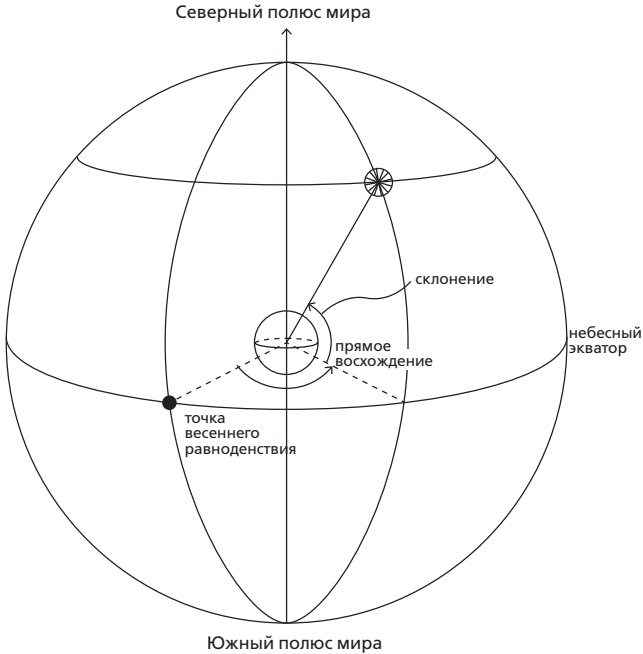 Северный полюс мира
склонение
небесный
экватор
прямое
восхождение
точка
весеннего
равноденствия
Южный полюс мира